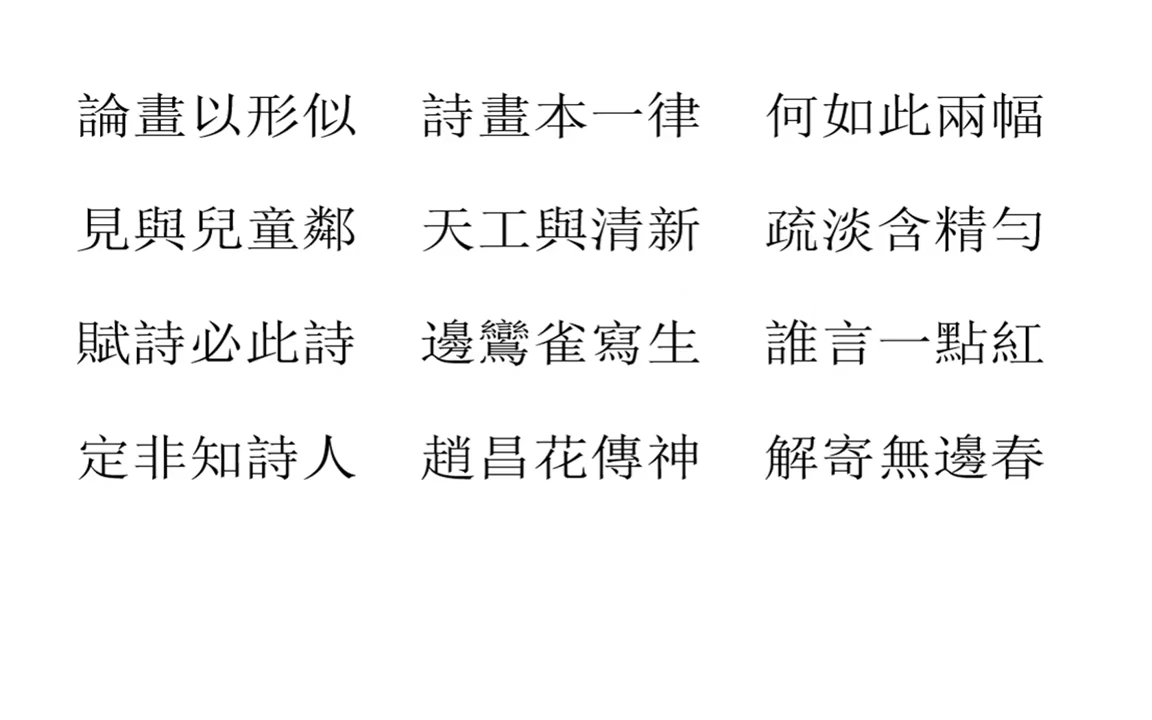 論畫以形似
見與兒童鄰
賦詩必此詩
定非知詩人
詩畫本一律
天工與清新
邊鸞雀寫生
趙昌花傳神
何如此兩幅
疏淡含精勻
誰言一點紅
解寄無邊春